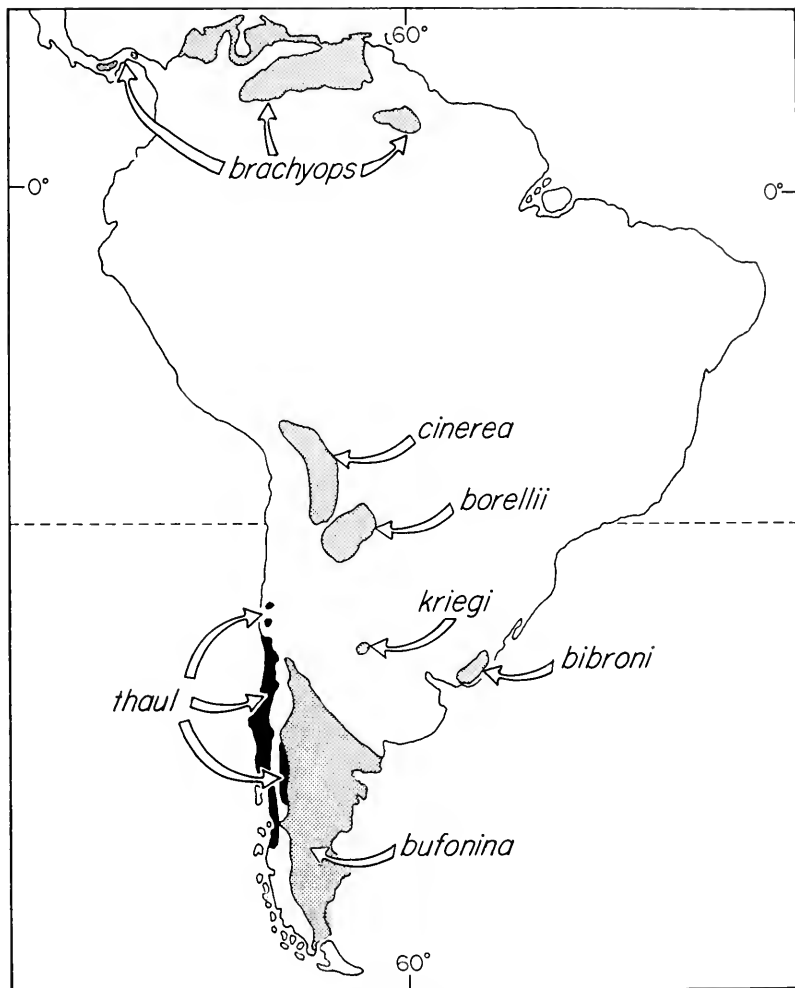 60°
brachyops
0°
0°
cinerea
borellii
kriegi
bibroni
thaul
bufonina
60°